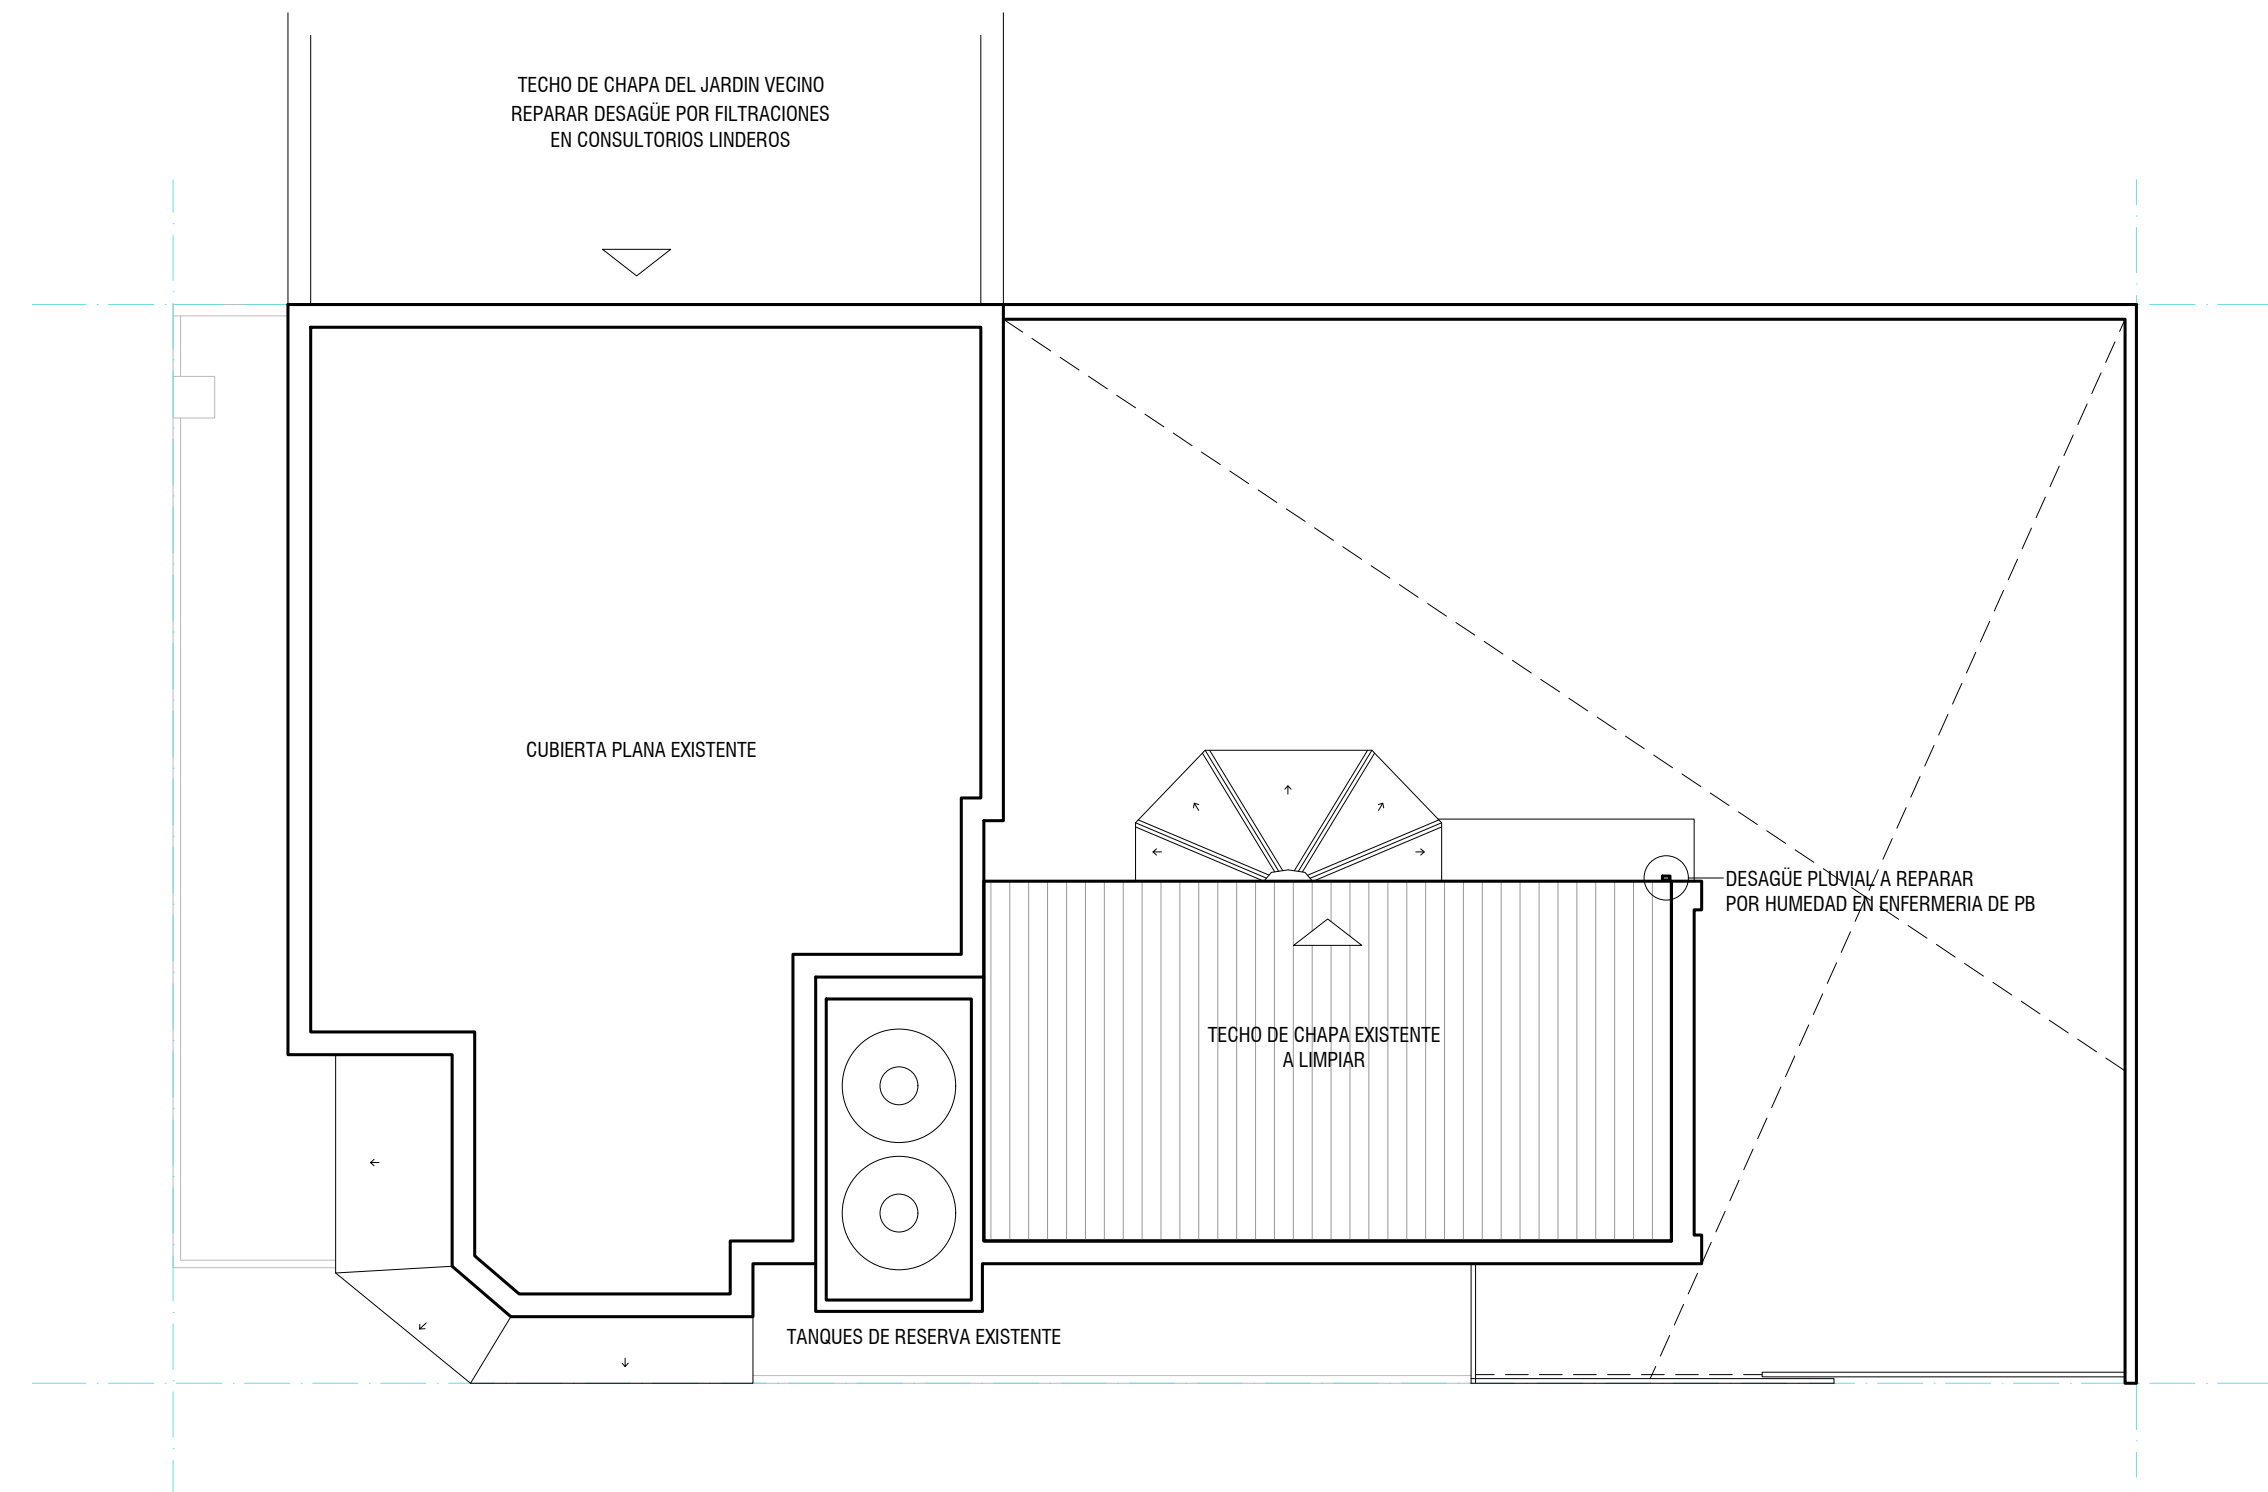 TECHO DE CHAPA DEL JARDIN VECINO
REPARAR DESAGÜE POR FILTRACIONES
EN CONSULTORIOS LINDEROS
CUBIERTA PLANA EXISTENTE
DESAGÜE PLUVIAL A REPARAR
POR HUMEDAD EN ENFERMERIA DE PB
TECHO DE CHAPA EXISTENTE
A LIMPIAR
TANQUES DE RESERVA EXISTENTE